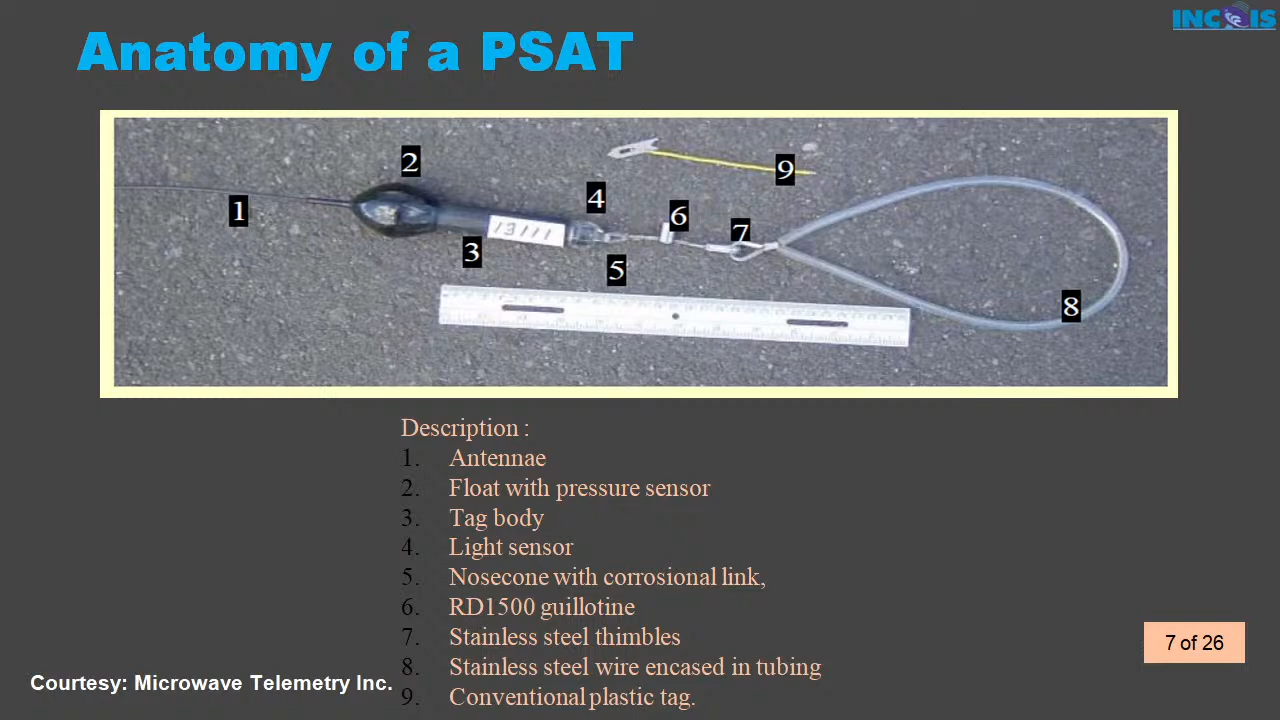 INCOIS
Anatomy of a PSAT
1
2
3
4
5
6
7
8
9
13111
Description :
1. Antennae
2. Float with pressure sensor
3. Tag body
4. Light sensor
5. Nosecone with corrosional link,
6. RD1500 guillotine
7. Stainless steel thimbles
8. Stainless steel wire encased in tubing
9. Conventional plastic tag.
7 of 26
Courtesy: Microwave Telemetry Inc.